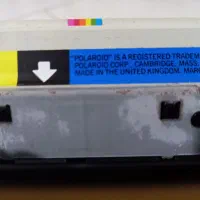 "POLAROID" IS A REGISTERED TRADEM
POLAROID CORP., CAMBRIDGE, MASS.
MADE IN THE UNITED KINGDOM. MAR